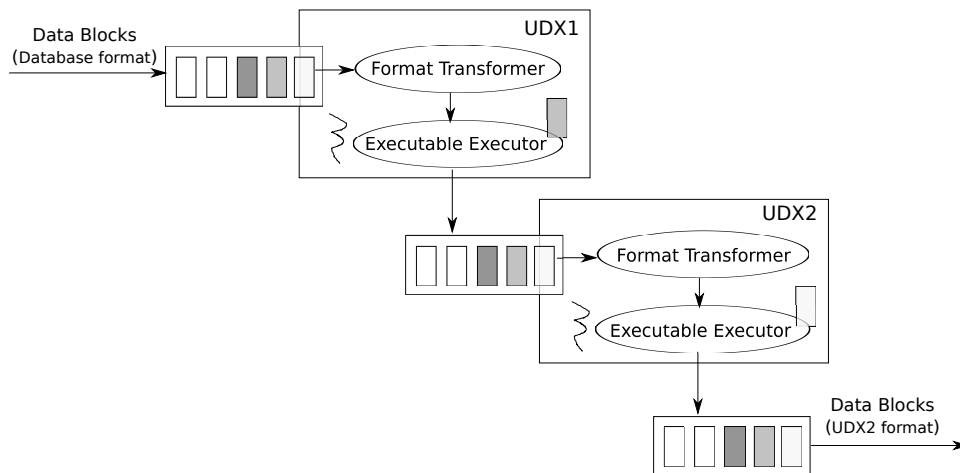 Data Blocks
(Database format)
UDX1
Format Transformer
Executable Executor
UDX2
Format Transformer
Executable Executor
Data Blocks
(UDX2 format)